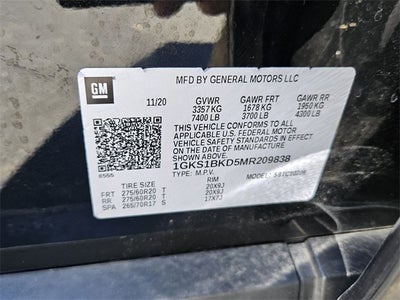 GM
MFD BY GENERAL MOTORS LLC
11/20 GVWR GAWR FRT GAWR RR
3357 KG 1678 KG 1950 KG
7400 LB 3700 LB 4300 LB
THIS VEHICLE CONFORMS TO ALL
APPLICABLE U.S. FEDERAL MOTOR
VEHICLE SAFETY STANDARDS IN EFFECT
ON THE DATE OF MANUFACTURE SHOWN ABOVE.
1GKS1BKD5MR209838
TYPE: M.P.V. MODEL:
TIRE SIZE RIM
FRT 275/60R20 T 20X9J
RR 275/60R20 T 20X9J
SPA 265/70R17 S 17X7J